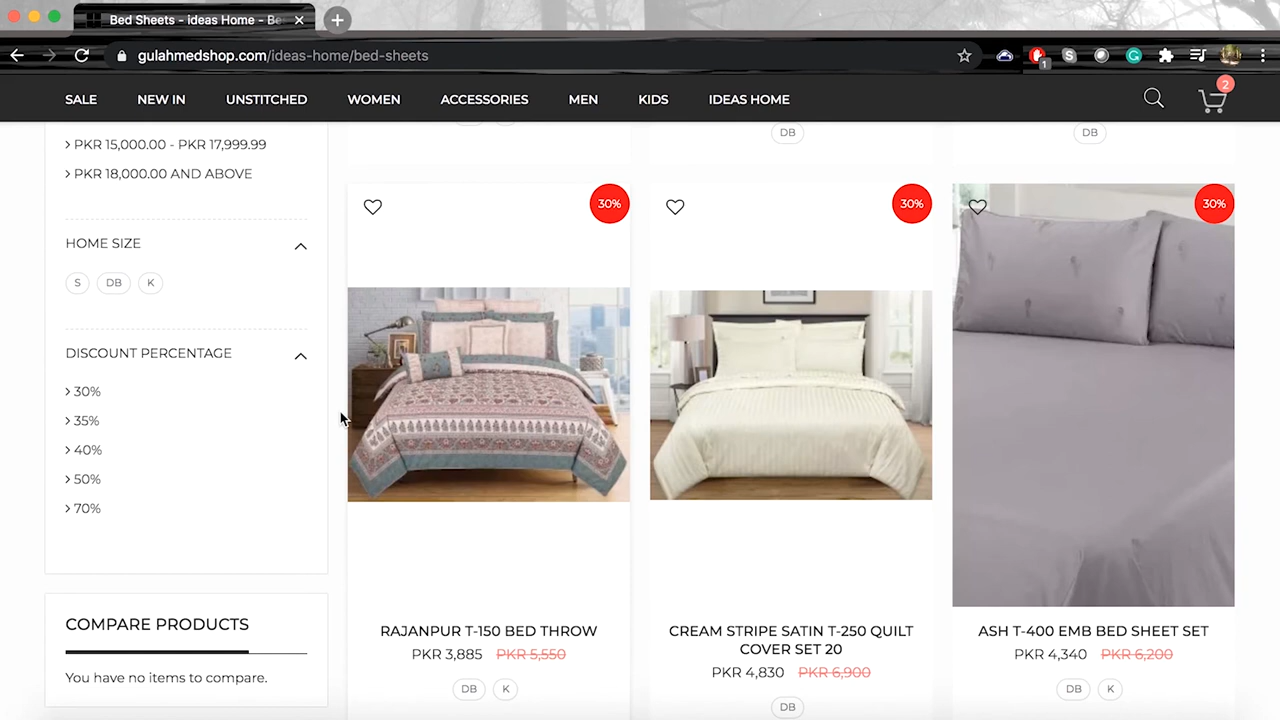 Bed Sheets - ideas Home - Be
gulahmedshop.com/ideas-home/bed-sheets
1
SALE NEW IN UNSTITCHED WOMEN ACCESSORIES MEN KIDS IDEAS HOME
2
PKR 15,000.00 - PKR 17,999.99
PKR 18,000.00 AND ABOVE
HOME SIZE
S DB K
DISCOUNT PERCENTAGE
30%
35%
40%
50%
70%
COMPARE PRODUCTS
You have no items to compare.
DB
DB
30%
30%
30%
RAJANPUR T-150 BED THROW
PKR 3,885 PKR 5,550
DB K
CREAM STRIPE SATIN T-250 QUILT
COVER SET 20
PKR 4,830 PKR 6,900
DB
ASH T-400 EMB BED SHEET SET
PKR 4,340 PKR 6,200
DB K